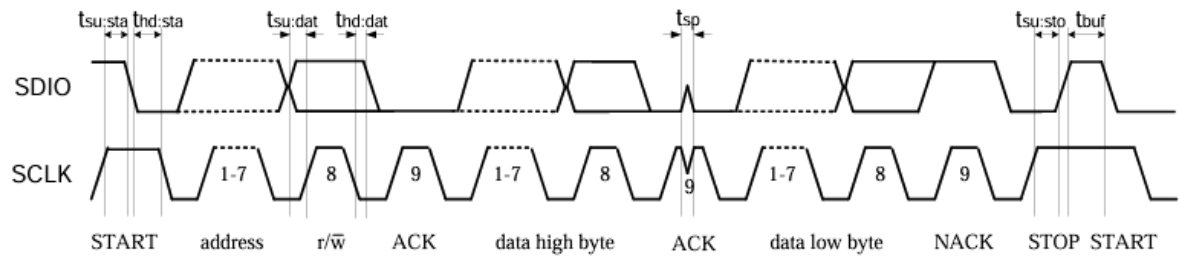 tsu:sta thd:sta tsu:dat thd:dat tsp tsu:sto tbuf
SDIO
SCLK 1-7 8 9 1-7 8 9 1-7 8 9
START address r/w̅ ACK data high byte ACK data low byte NACK STOP START